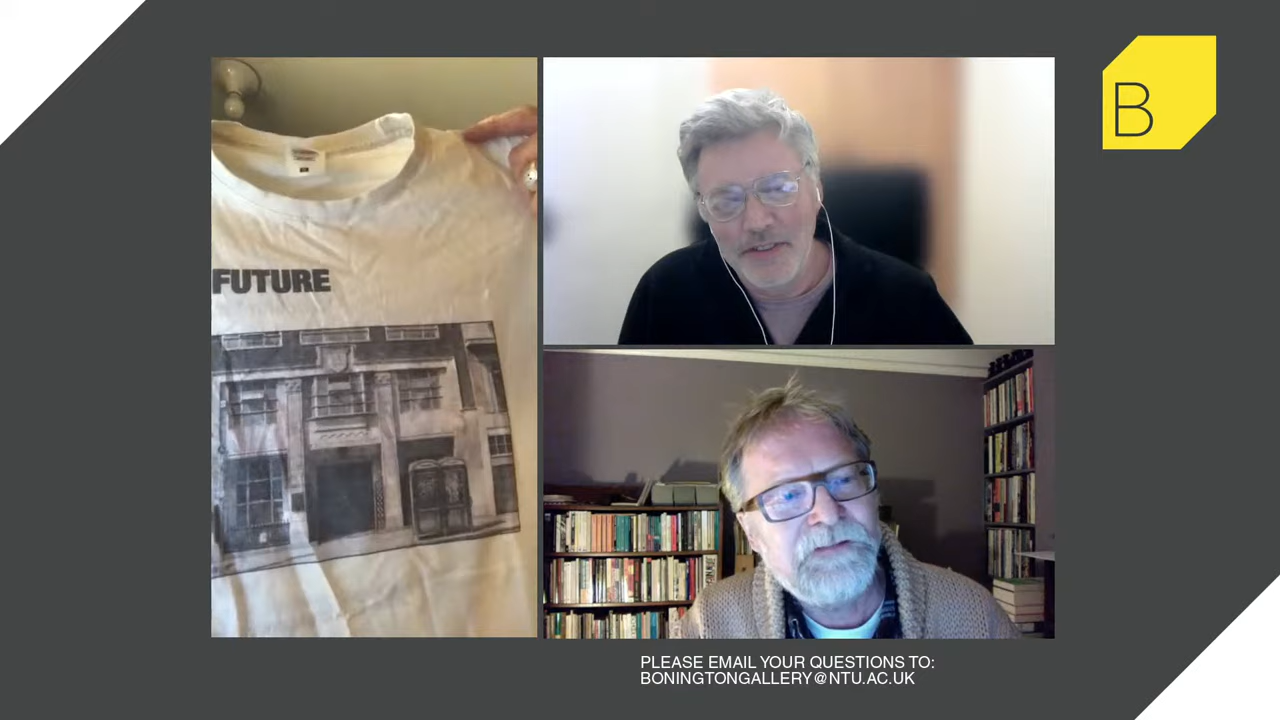 B
FUTURE
PLEASE EMAIL YOUR QUESTIONS TO:
BONINGTONGALLERY@NTU.AC.UK